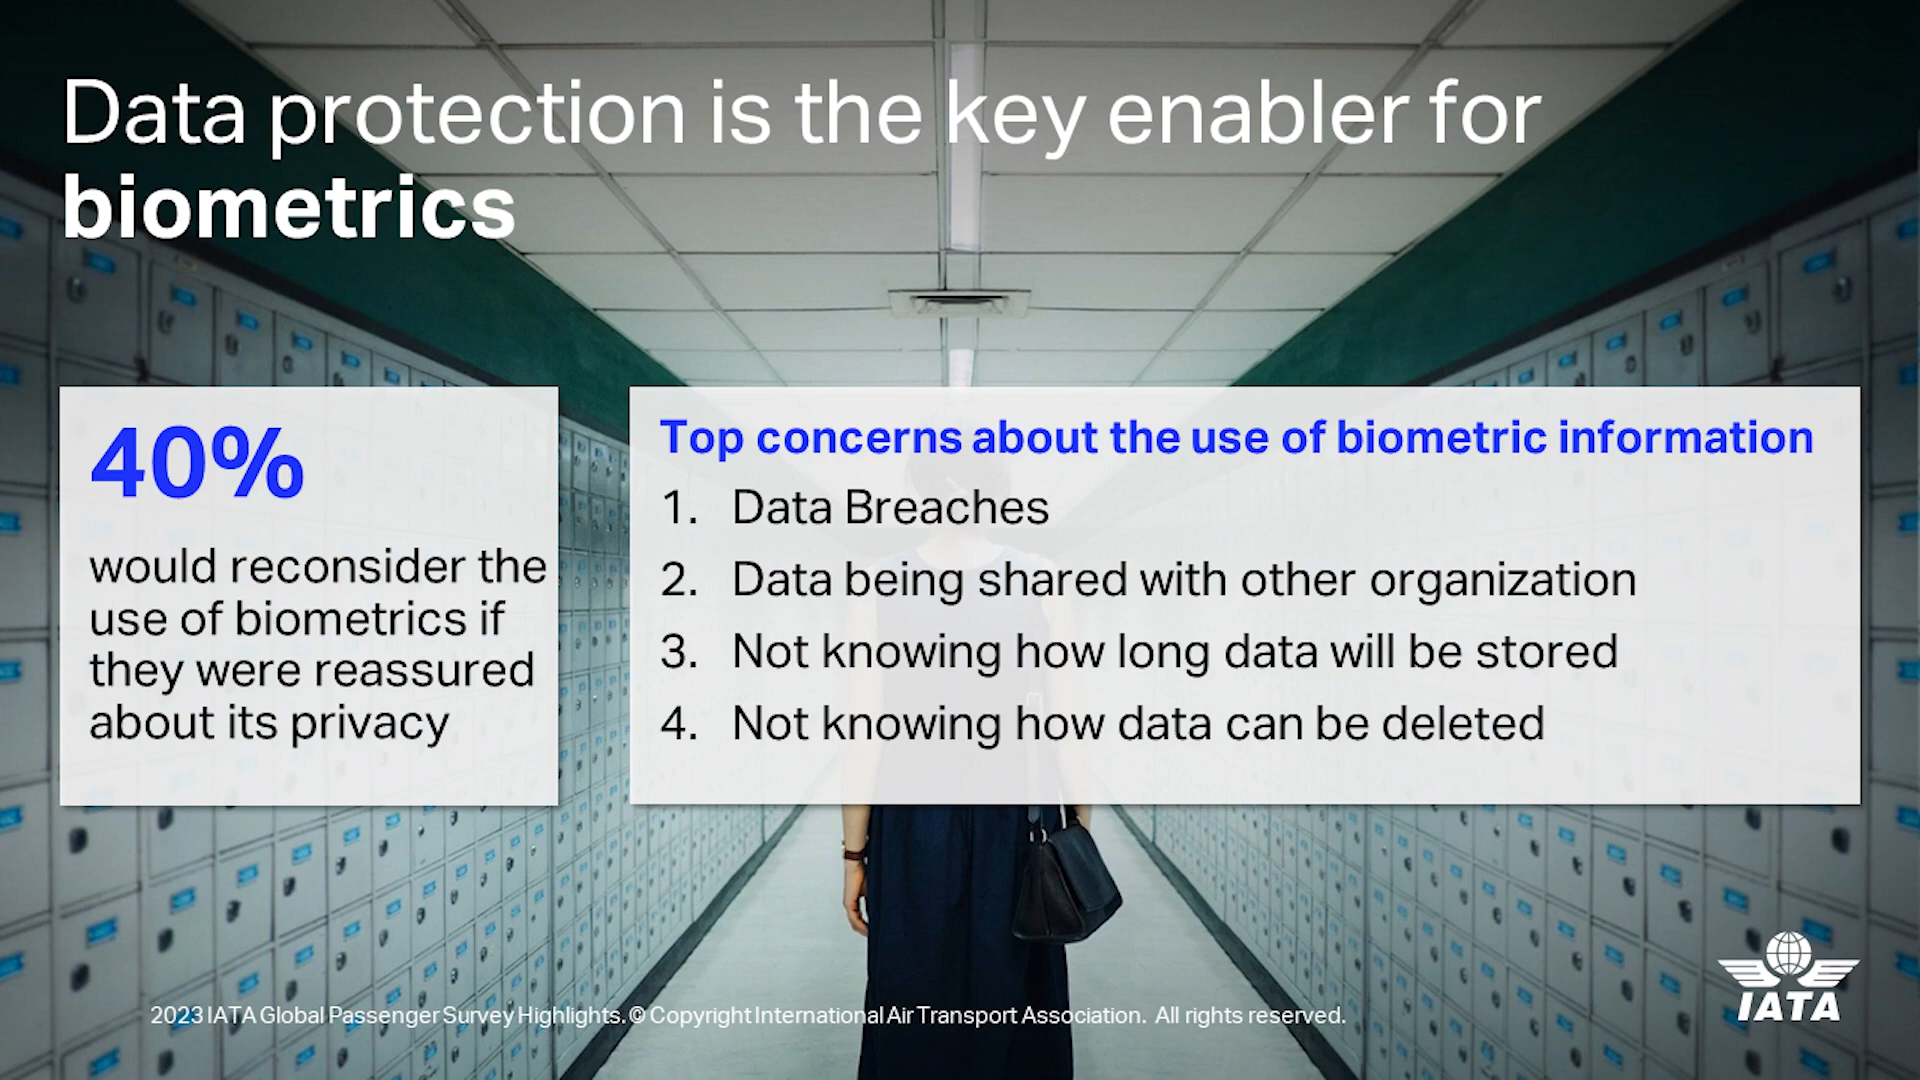 Data protection is the key enabler for
biometrics
40%
would reconsider the
use of biometrics if
they were reassured
about its privacy
Top concerns about the use of biometric information
1. Data Breaches
2. Data being shared with other organization
3. Not knowing how long data will be stored
4. Not knowing how data can be deleted
2023 IATA Global Passenger Survey Highlights. © Copyright International Air Transport Association. All rights reserved.
IATA